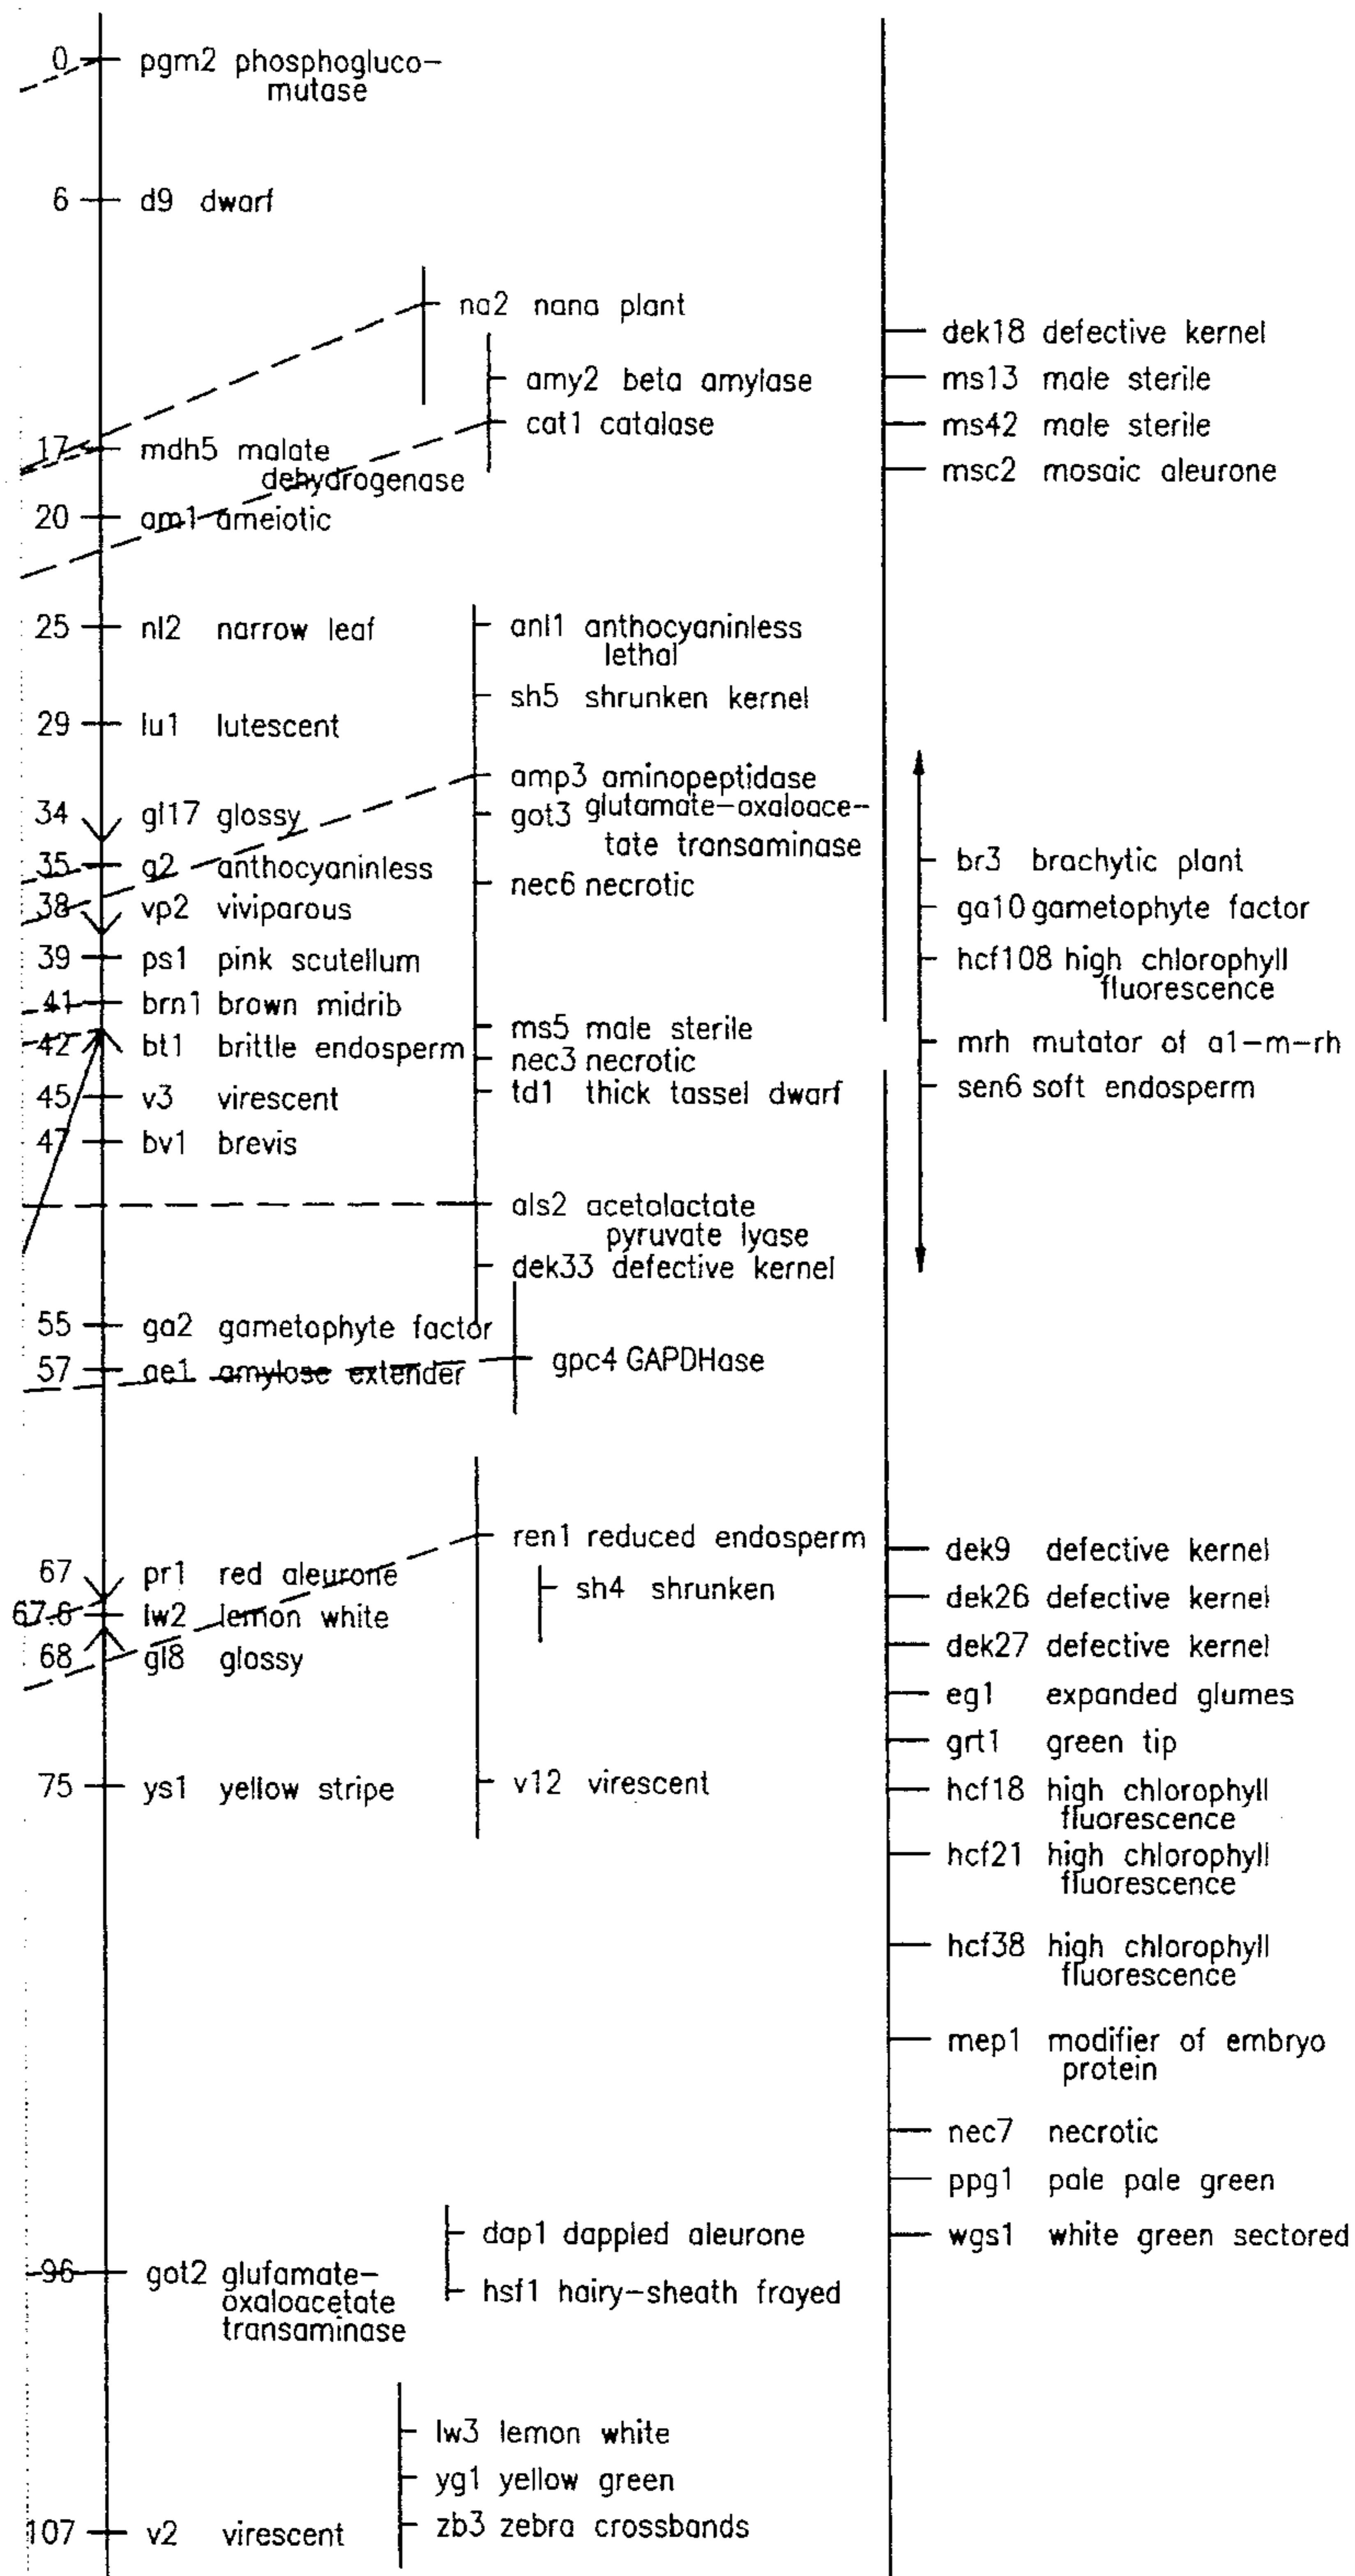 0 pgm2 phosphogluco-
mutase
6 d9 dwarf
na2 nana plant
dek18 defective kernel
amy2 beta amylase
ms13 male sterile
cat1 catalase
ms42 male sterile
17 mdh5 malate
dehydrogenase
msc2 mosaic aleurone
20 am1 ameiotic
25 nl2 narrow leaf
anl1 anthocyaninless
lethal
sh5 shrunken kernel
29 lu1 lutescent
amp3 aminopeptidase
34 gl17 glossy
got3 glutamate-oxaloace-
tate transaminase
35 a2 anthocyaninless
br3 brachytic plant
nec6 necrotic
38 vp2 viviparous
ga10 gametophyte factor
39 ps1 pink scutellum
hcf108 high chlorophyll
fluorescence
41 brn1 brown midrib
ms5 male sterile
42 bt1 brittle endosperm
mrh mutator of a1-m-rh
nec3 necrotic
45 v3 virescent
td1 thick tassel dwarf
sen6 soft endosperm
47 bv1 brevis
als2 acetolactate
pyruvate lyase
dek33 defective kernel
55 ga2 gametophyte factor
57 ae1 amylose extender
gpc4 GAPDHase
ren1 reduced endosperm
dek9 defective kernel
67 pr1 red aleurone
sh4 shrunken
dek26 defective kernel
67.6 lw2 lemon white
dek27 defective kernel
68 gl8 glossy
eg1 expanded glumes
grt1 green tip
75 ys1 yellow stripe
v12 virescent
hcf18 high chlorophyll
fluorescence
hcf21 high chlorophyll
fluorescence
hcf38 high chlorophyll
fluorescence
mep1 modifier of embryo
protein
nec7 necrotic
ppg1 pale pale green
dap1 dappled aleurone
wgs1 white green sectored
96 got2 glufamate-
oxaloacetate
transaminase
hsf1 hairy-sheath frayed
lw3 lemon white
yg1 yellow green
zb3 zebra crossbands
107 v2 virescent